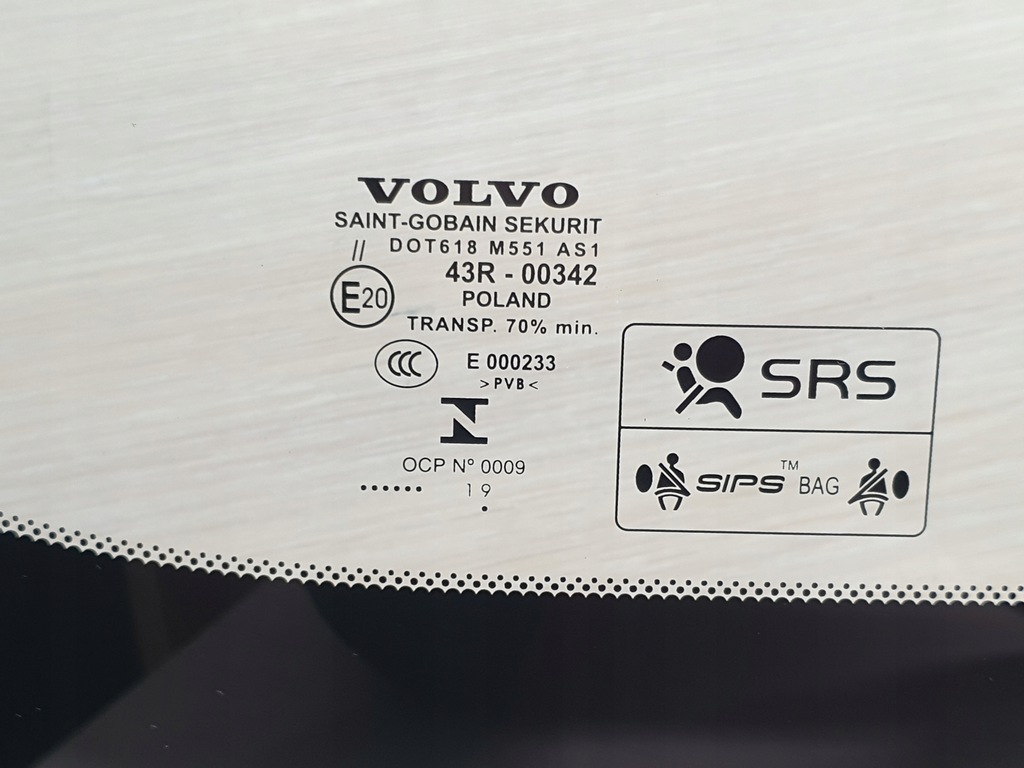 VOLVO
SAINT-GOBAIN SEKURIT
// DOT618 M551 AS1
43R - 00342
E20
POLAND
TRANSP. 70% min.
CCC
E 000233
>PVB<
OCP Nº 0009
...... 19
.
SRS
SIPS™ BAG